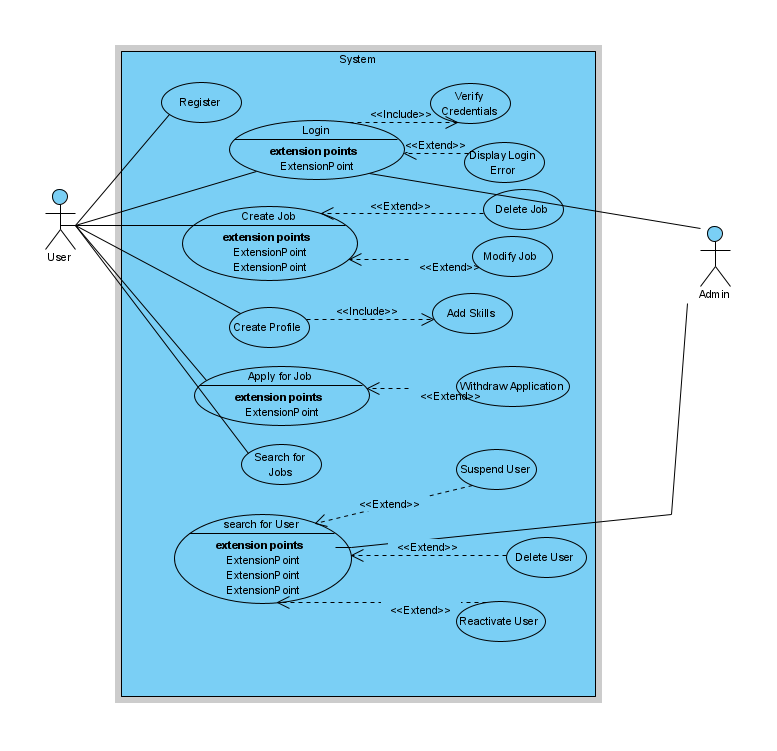 System
Register
Verify
Credentials
<<Include>>
Login
extension points
ExtensionPoint
<<Extend>>
Display Login
Error
User
Create Job
extension points
ExtensionPoint
ExtensionPoint
<<Extend>>
Delete Job
<<Extend>>
Modify Job
Admin
Create Profile
<<Include>>
Add Skills
Apply for Job
extension points
ExtensionPoint
<<Extend>>
Withdraw Application
Search for
Jobs
Suspend User
<<Extend>>
search for User
extension points
ExtensionPoint
ExtensionPoint
ExtensionPoint
<<Extend>>
Delete User
<<Extend>>
Reactivate User